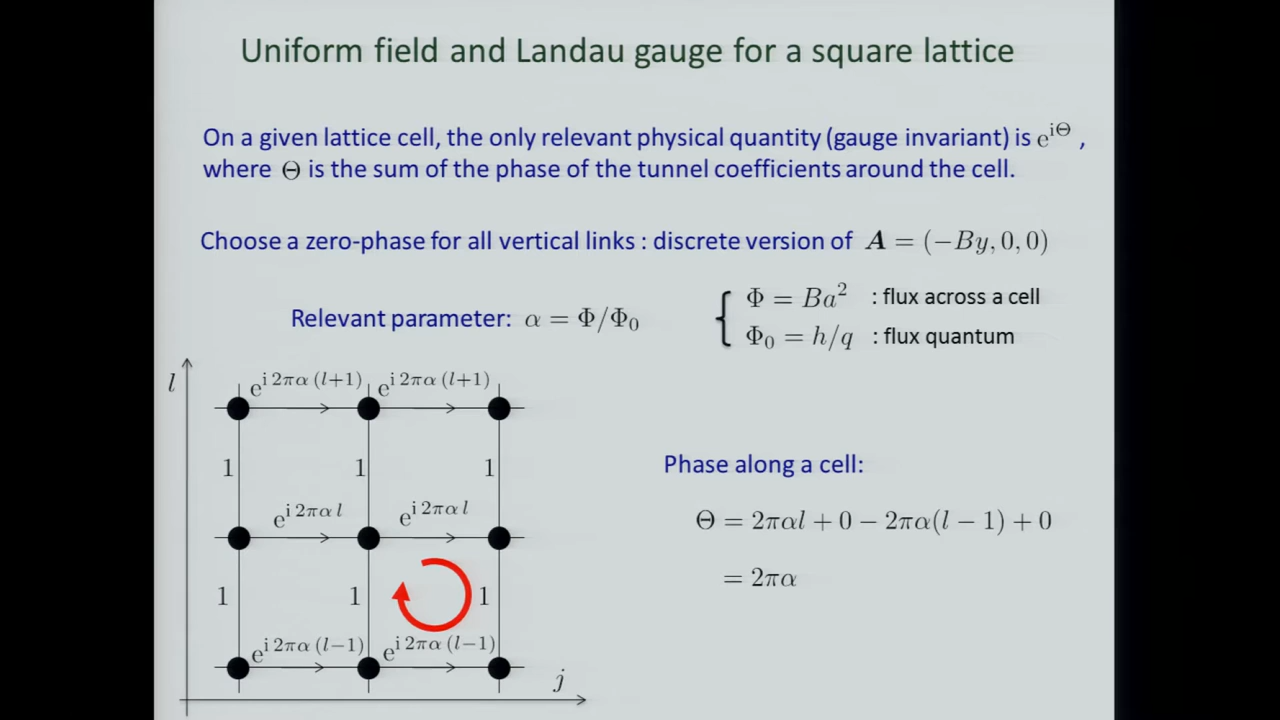 Uniform field and Landau gauge for a square lattice
On a given lattice cell, the only relevant physical quantity (gauge invariant) is e^{iΘ} ,
where Θ is the sum of the phase of the tunnel coefficients around the cell.
Choose a zero-phase for all vertical links : discrete version of A = (−By, 0, 0)
Relevant parameter: α = Φ/Φ₀
{ Φ = Ba² : flux across a cell
Φ₀ = h/q : flux quantum
l
e^{i 2πα (l+1)} e^{i 2πα (l+1)}
1 1 1
e^{i 2πα l} e^{i 2πα l}
1 1 1
e^{i 2πα (l−1)} e^{i 2πα (l−1)}
j
Phase along a cell:
Θ = 2παl + 0 − 2πα(l − 1) + 0
= 2πα